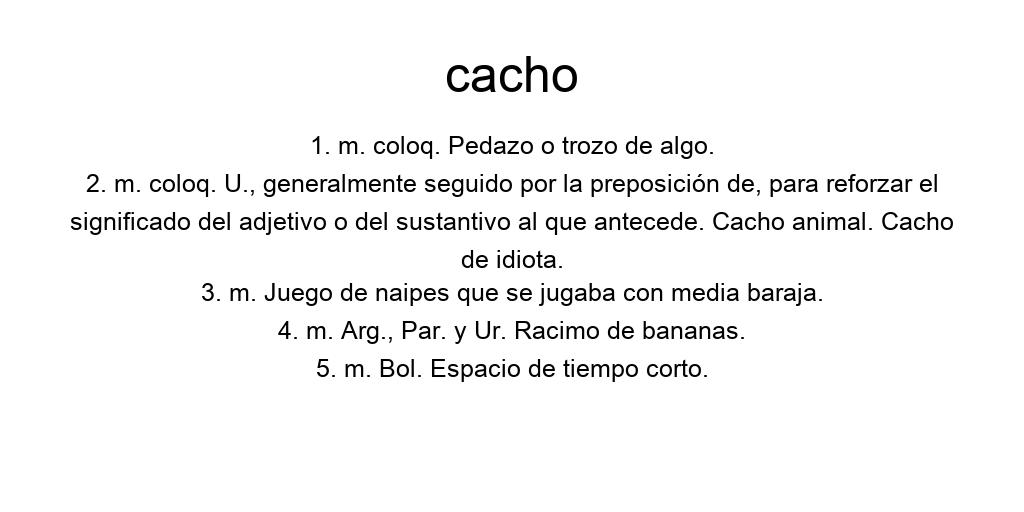 cacho
1. m. coloq. Pedazo o trozo de algo.
2. m. coloq. U., generalmente seguido por la preposición de, para reforzar el
significado del adjetivo o del sustantivo al que antecede. Cacho animal. Cacho
de idiota.
3. m. Juego de naipes que se jugaba con media baraja.
4. m. Arg., Par. y Ur. Racimo de bananas.
5. m. Bol. Espacio de tiempo corto.